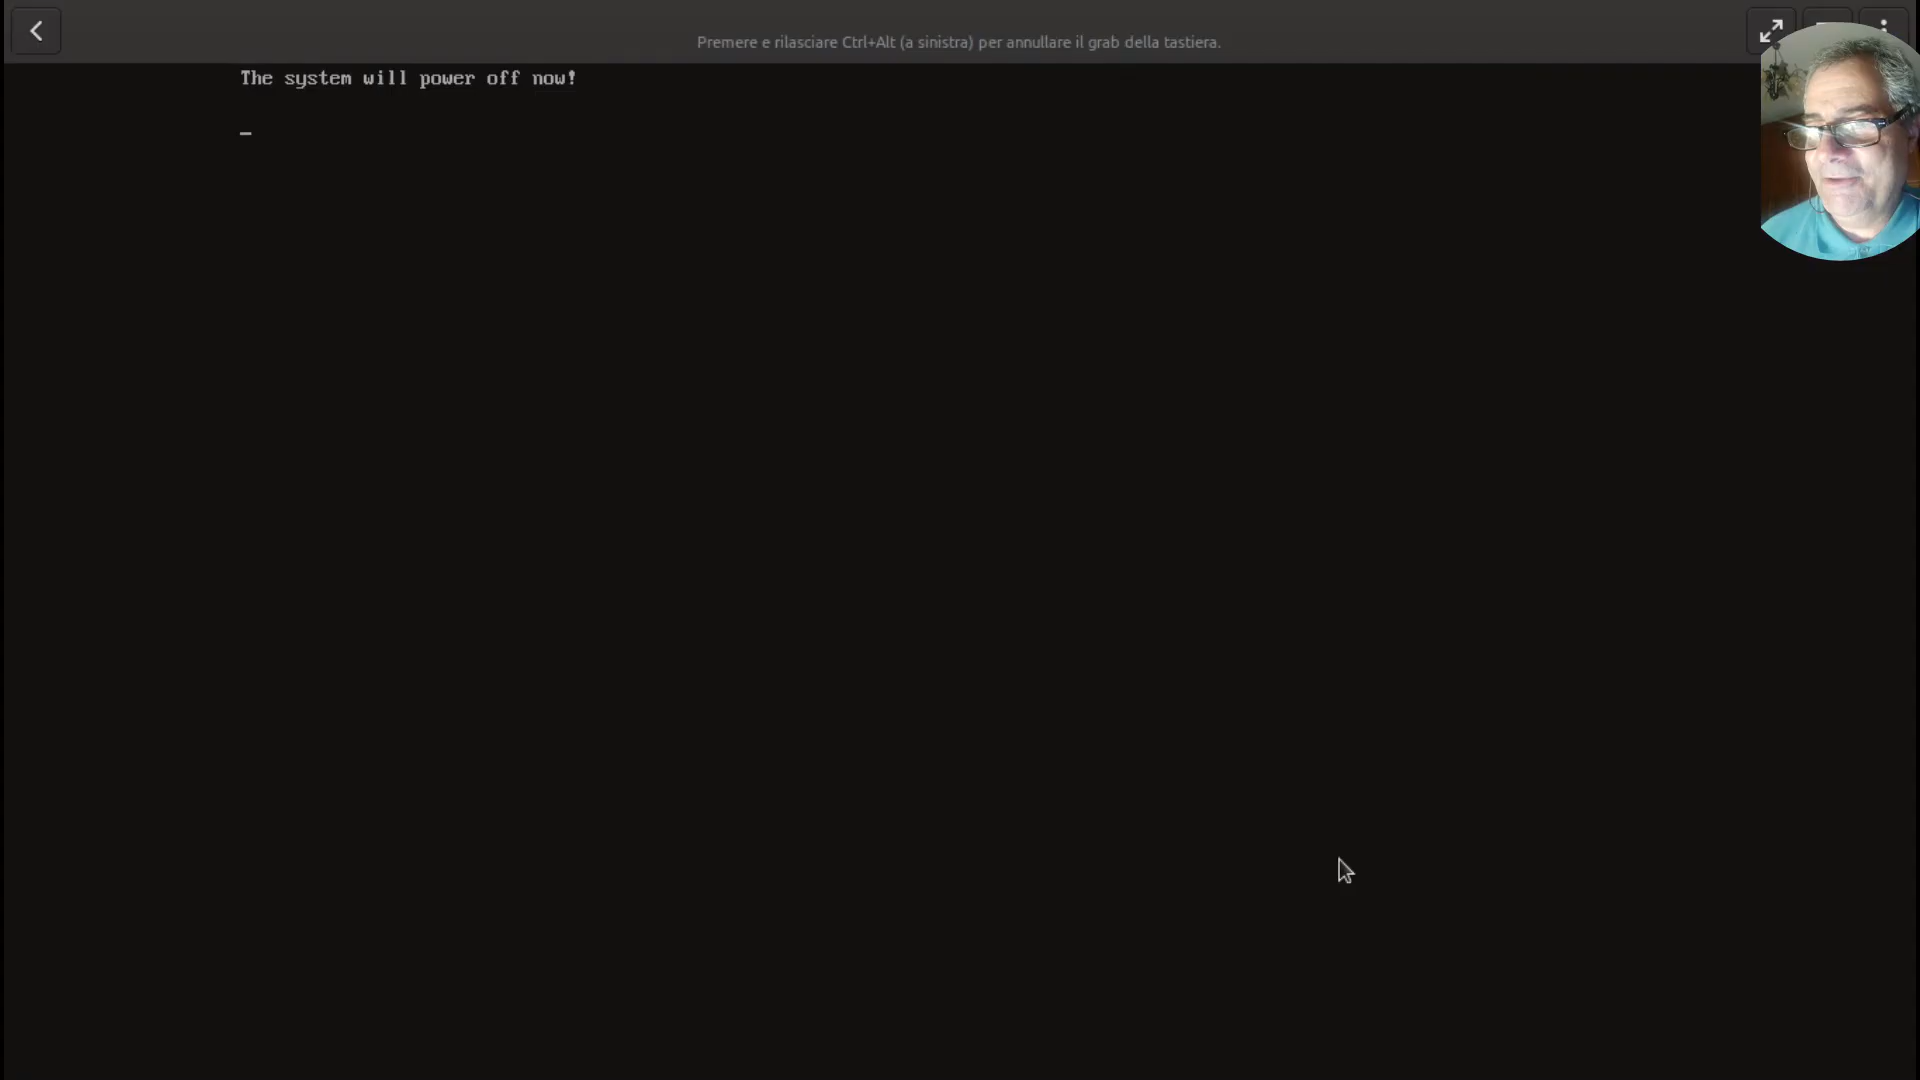 Premere e rilasciare Ctrl+Alt (a sinistra) per annullare il grab della tastiera.
The system will power off now!